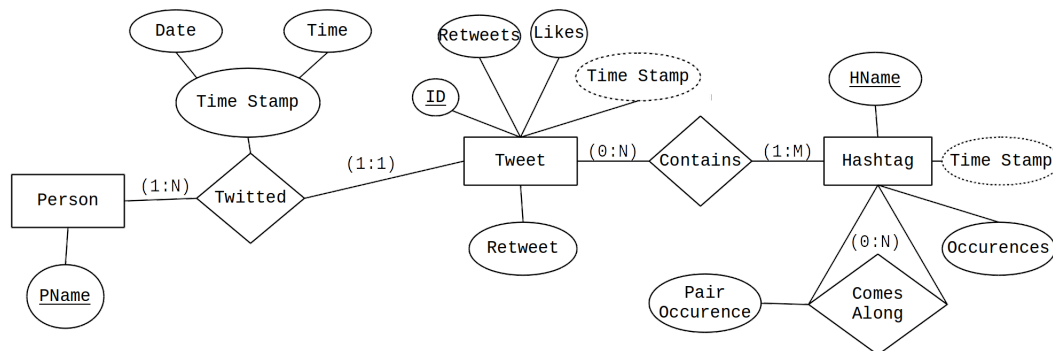 Date
Time
Retweets
Likes
Time Stamp
HName
Time Stamp
ID
(1:1)
Tweet
(0:N)
Contains
(1:M)
Hashtag
Time Stamp
Person
(1:N)
Twitted
PName
Retweet
(0:N)
Occurences
Pair
Occurence
Comes
Along